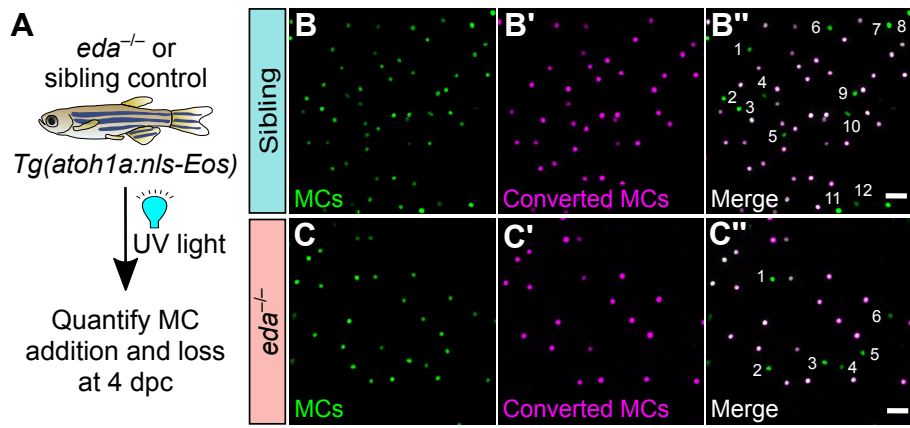 A
eda–/– or
sibling control
Tg(atoh1a:nls-Eos)
UV light
Quantify MC
addition and loss
at 4 dpc
Sibling
B
MCs
B'
Converted MCs
B"
1
2
3
4
5
6
7
8
9
10
11
12
Merge
eda–/–
C
MCs
C'
Converted MCs
C"
1
2
3
4
5
6
Merge